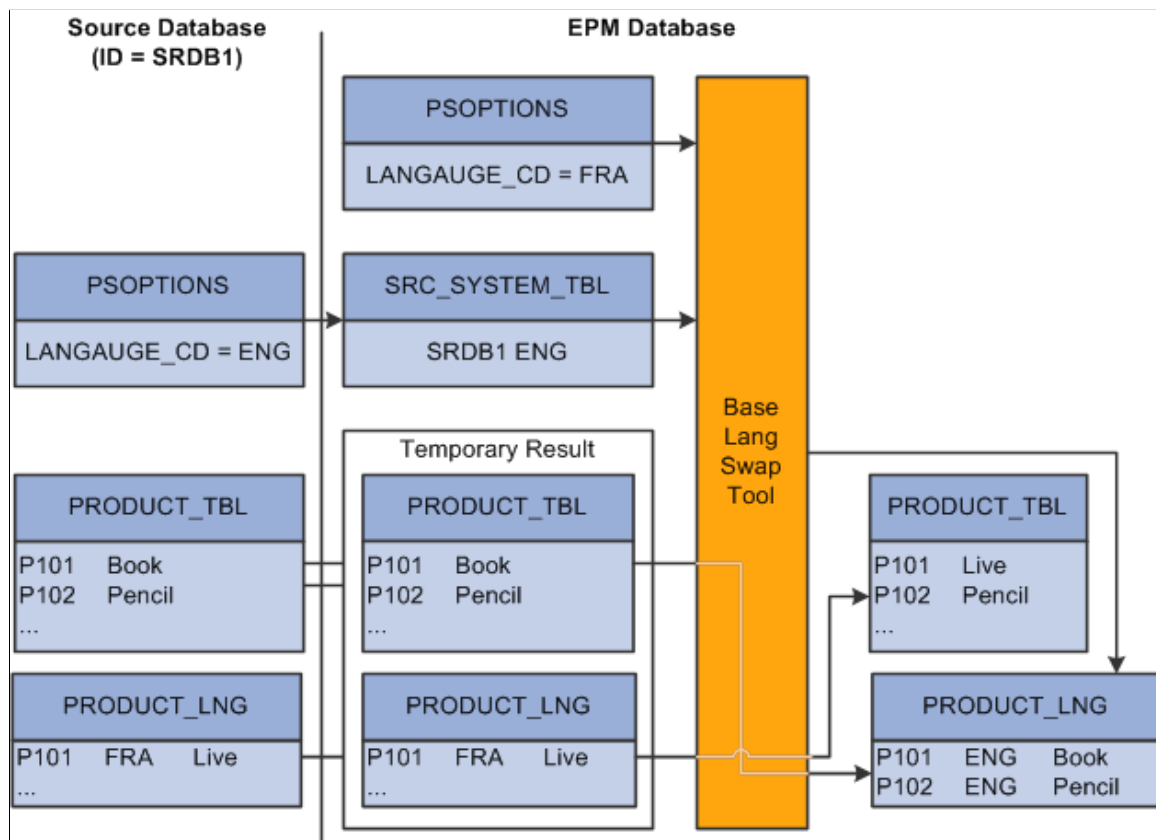 Source Database
(ID = SRDB1)
EPM Database
PSOPTIONS
LANGAUGE_CD = FRA
PSOPTIONS
LANGAUGE_CD = ENG
SRC_SYSTEM_TBL
SRDB1 ENG
Base
Lang
Swap
Tool
Temporary Result
PRODUCT_TBL
P101 Book
P102 Pencil
...
PRODUCT_TBL
P101 Book
P102 Pencil
...
PRODUCT_TBL
P101 Live
P102 Pencil
...
PRODUCT_LNG
P101 FRA Live
...
PRODUCT_LNG
P101 FRA Live
...
PRODUCT_LNG
P101 ENG Book
P102 ENG Pencil